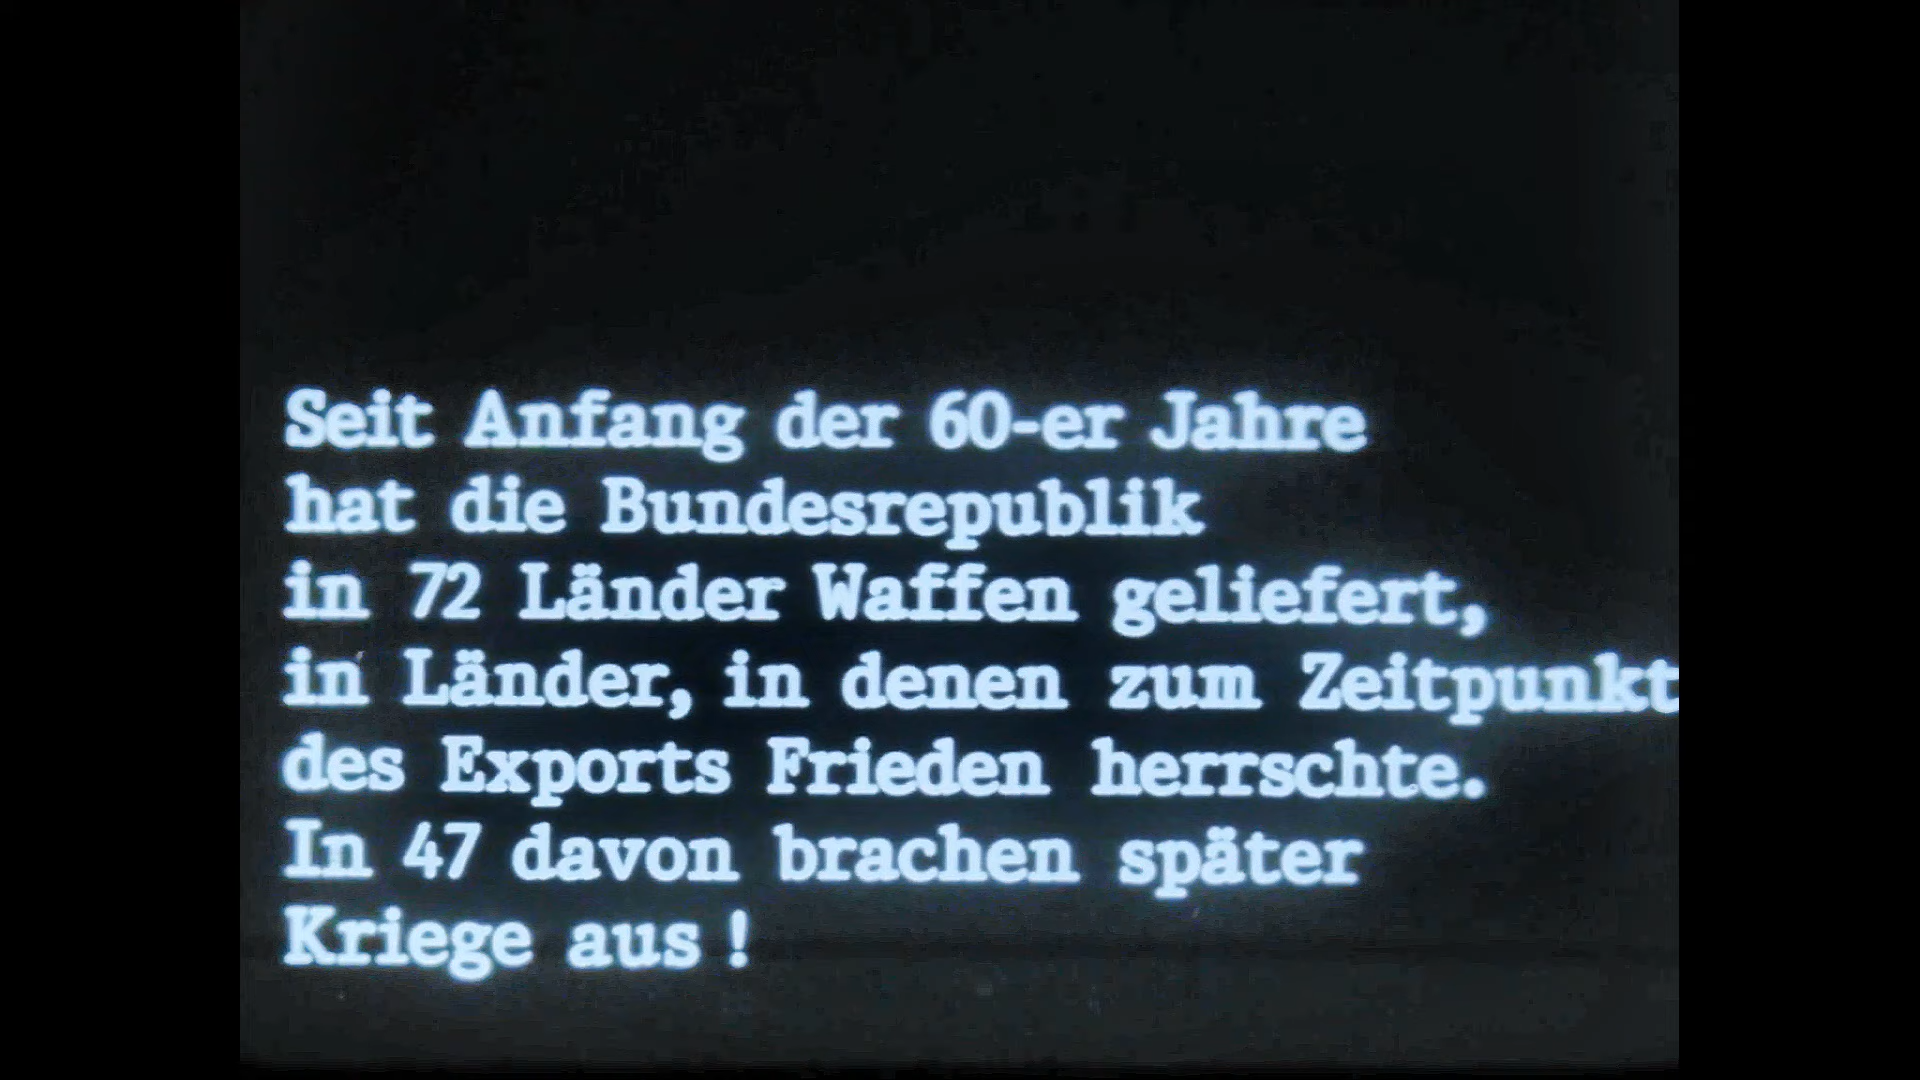 Seit Anfang der 60-er Jahre
hat die Bundesrepublik
in 72 Länder Waffen geliefert,
in Länder, in denen zum Zeitpunkt
des Exports Frieden herrschte.
In 47 davon brachen später
Kriege aus !